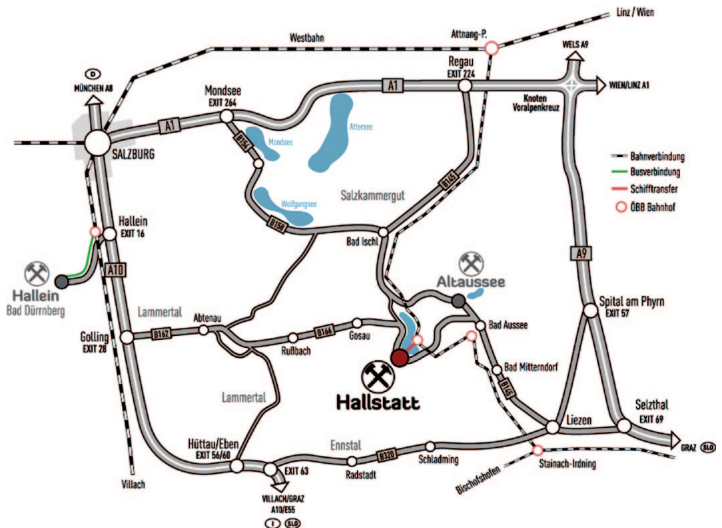 Linz / Wien
Attnang-P.
Westbahn
WELS A9
D
MÜNCHEN A8
Mondsee
EXIT 264
Regau
EXIT 224
A1
WIEN/LINZ A1
Knoten
Voralpenkreuz
A1
Attersee
Mondsee
B154
SALZBURG
B145
Bahnverbindung
Busverbindung
Schifftransfer
ÖBB Bahnhof
Salzkammergut
Wolfgangsee
B158
Hallein
EXIT 16
Bad Ischl
A9
A10
Hallein
Bad Dürrnberg
Altaussee
Lammertal
Abtenau
Spital am Phyrn
EXIT 57
Golling
EXIT 28
B162
B166
Gosau
Bad Aussee
Rußbach
Bad Mitterndorf
Hallstatt
B145
Lammertal
Selzthal
EXIT 69
Liezen
Hüttau/Eben
EXIT 56/60
Ennstal
GRAZ SLO
EXIT 63
B320
Schladming
Radstadt
Stainach-Irdning
Bischofshofen
Villach
VILLACH/GRAZ
A10/E55
I SLO